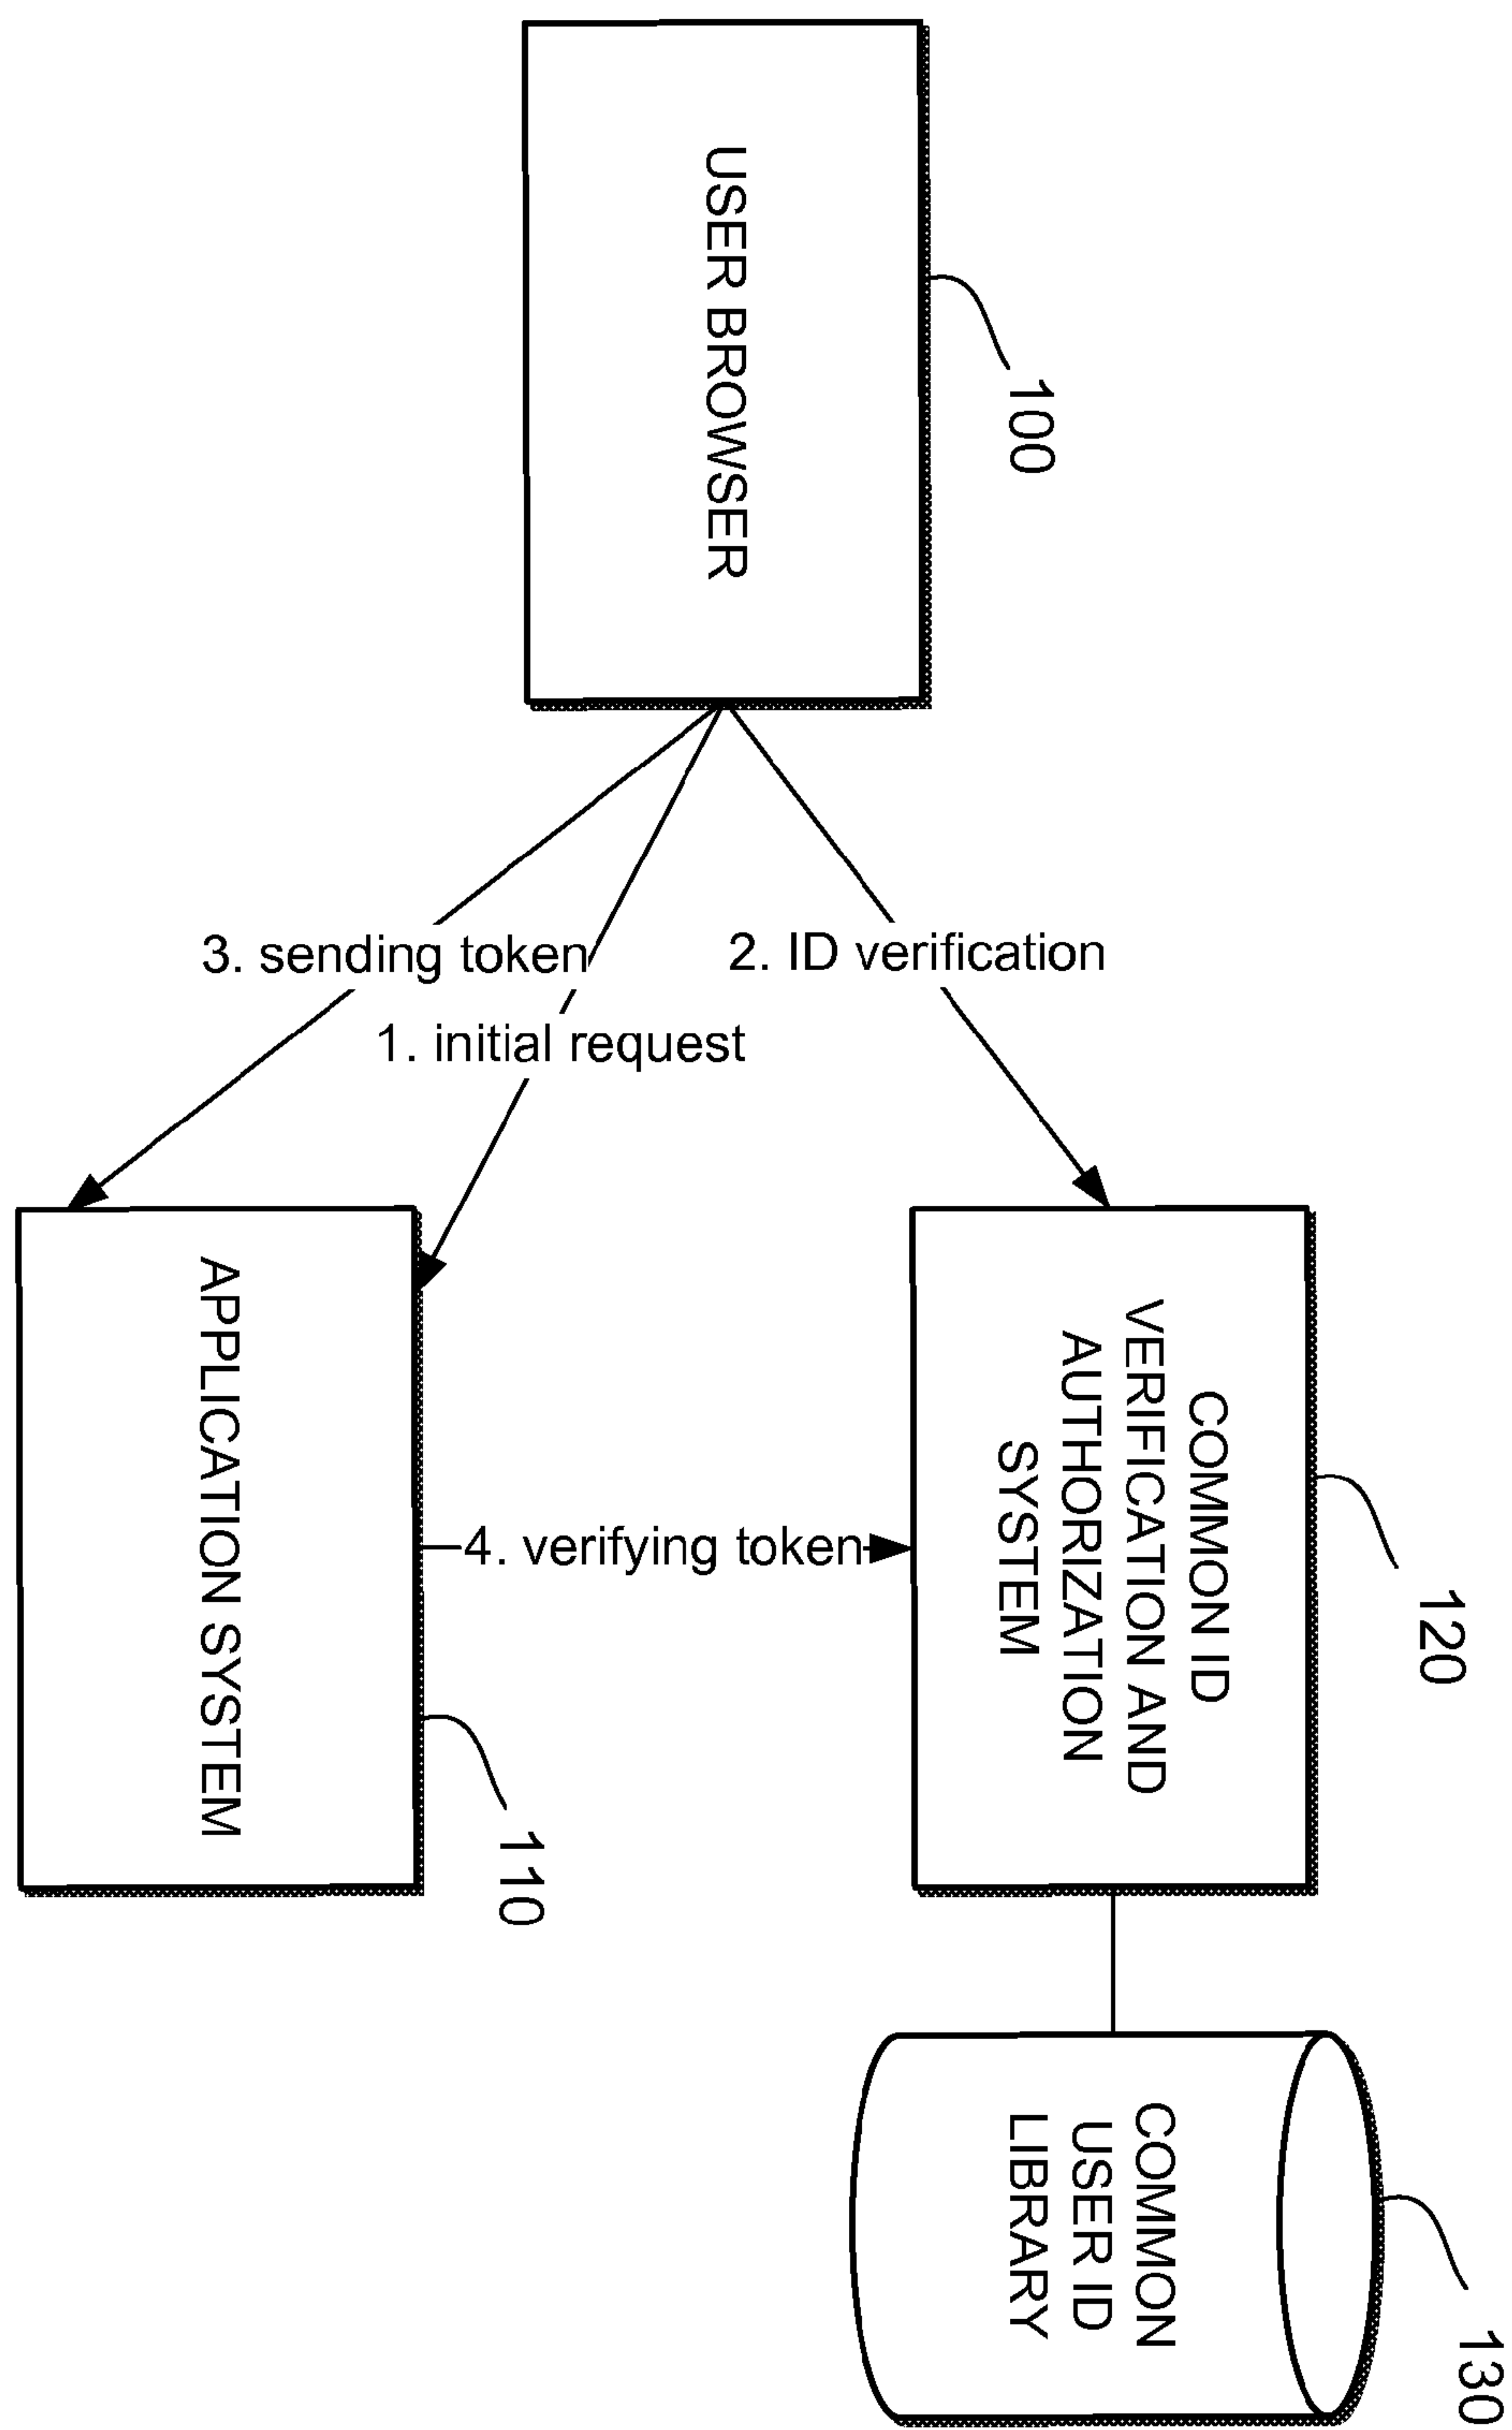 100
USER BROWSER
3. sending token
2. ID verification
1. initial request
120
COMMON ID
VERIFICATION AND
AUTHORIZATION
SYSTEM
APPLICATION SYSTEM
110
4. verifying token
130
COMMON
USER ID
LIBRARY